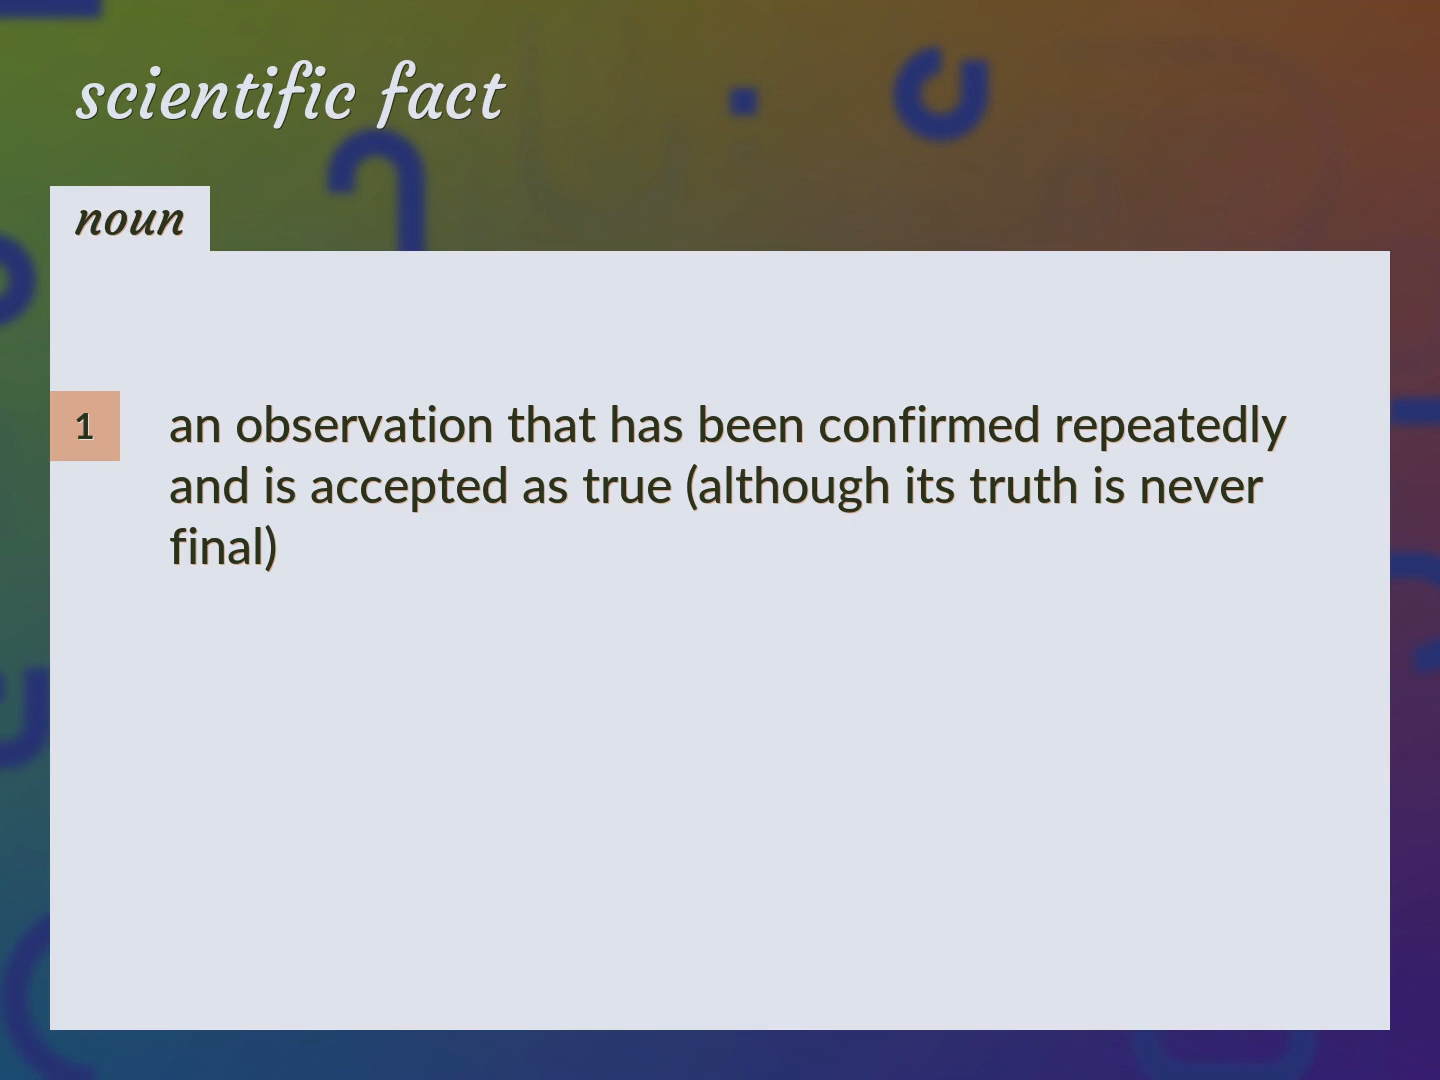 scientific fact
noun
1
an observation that has been confirmed repeatedly
and is accepted as true (although its truth is never
final)